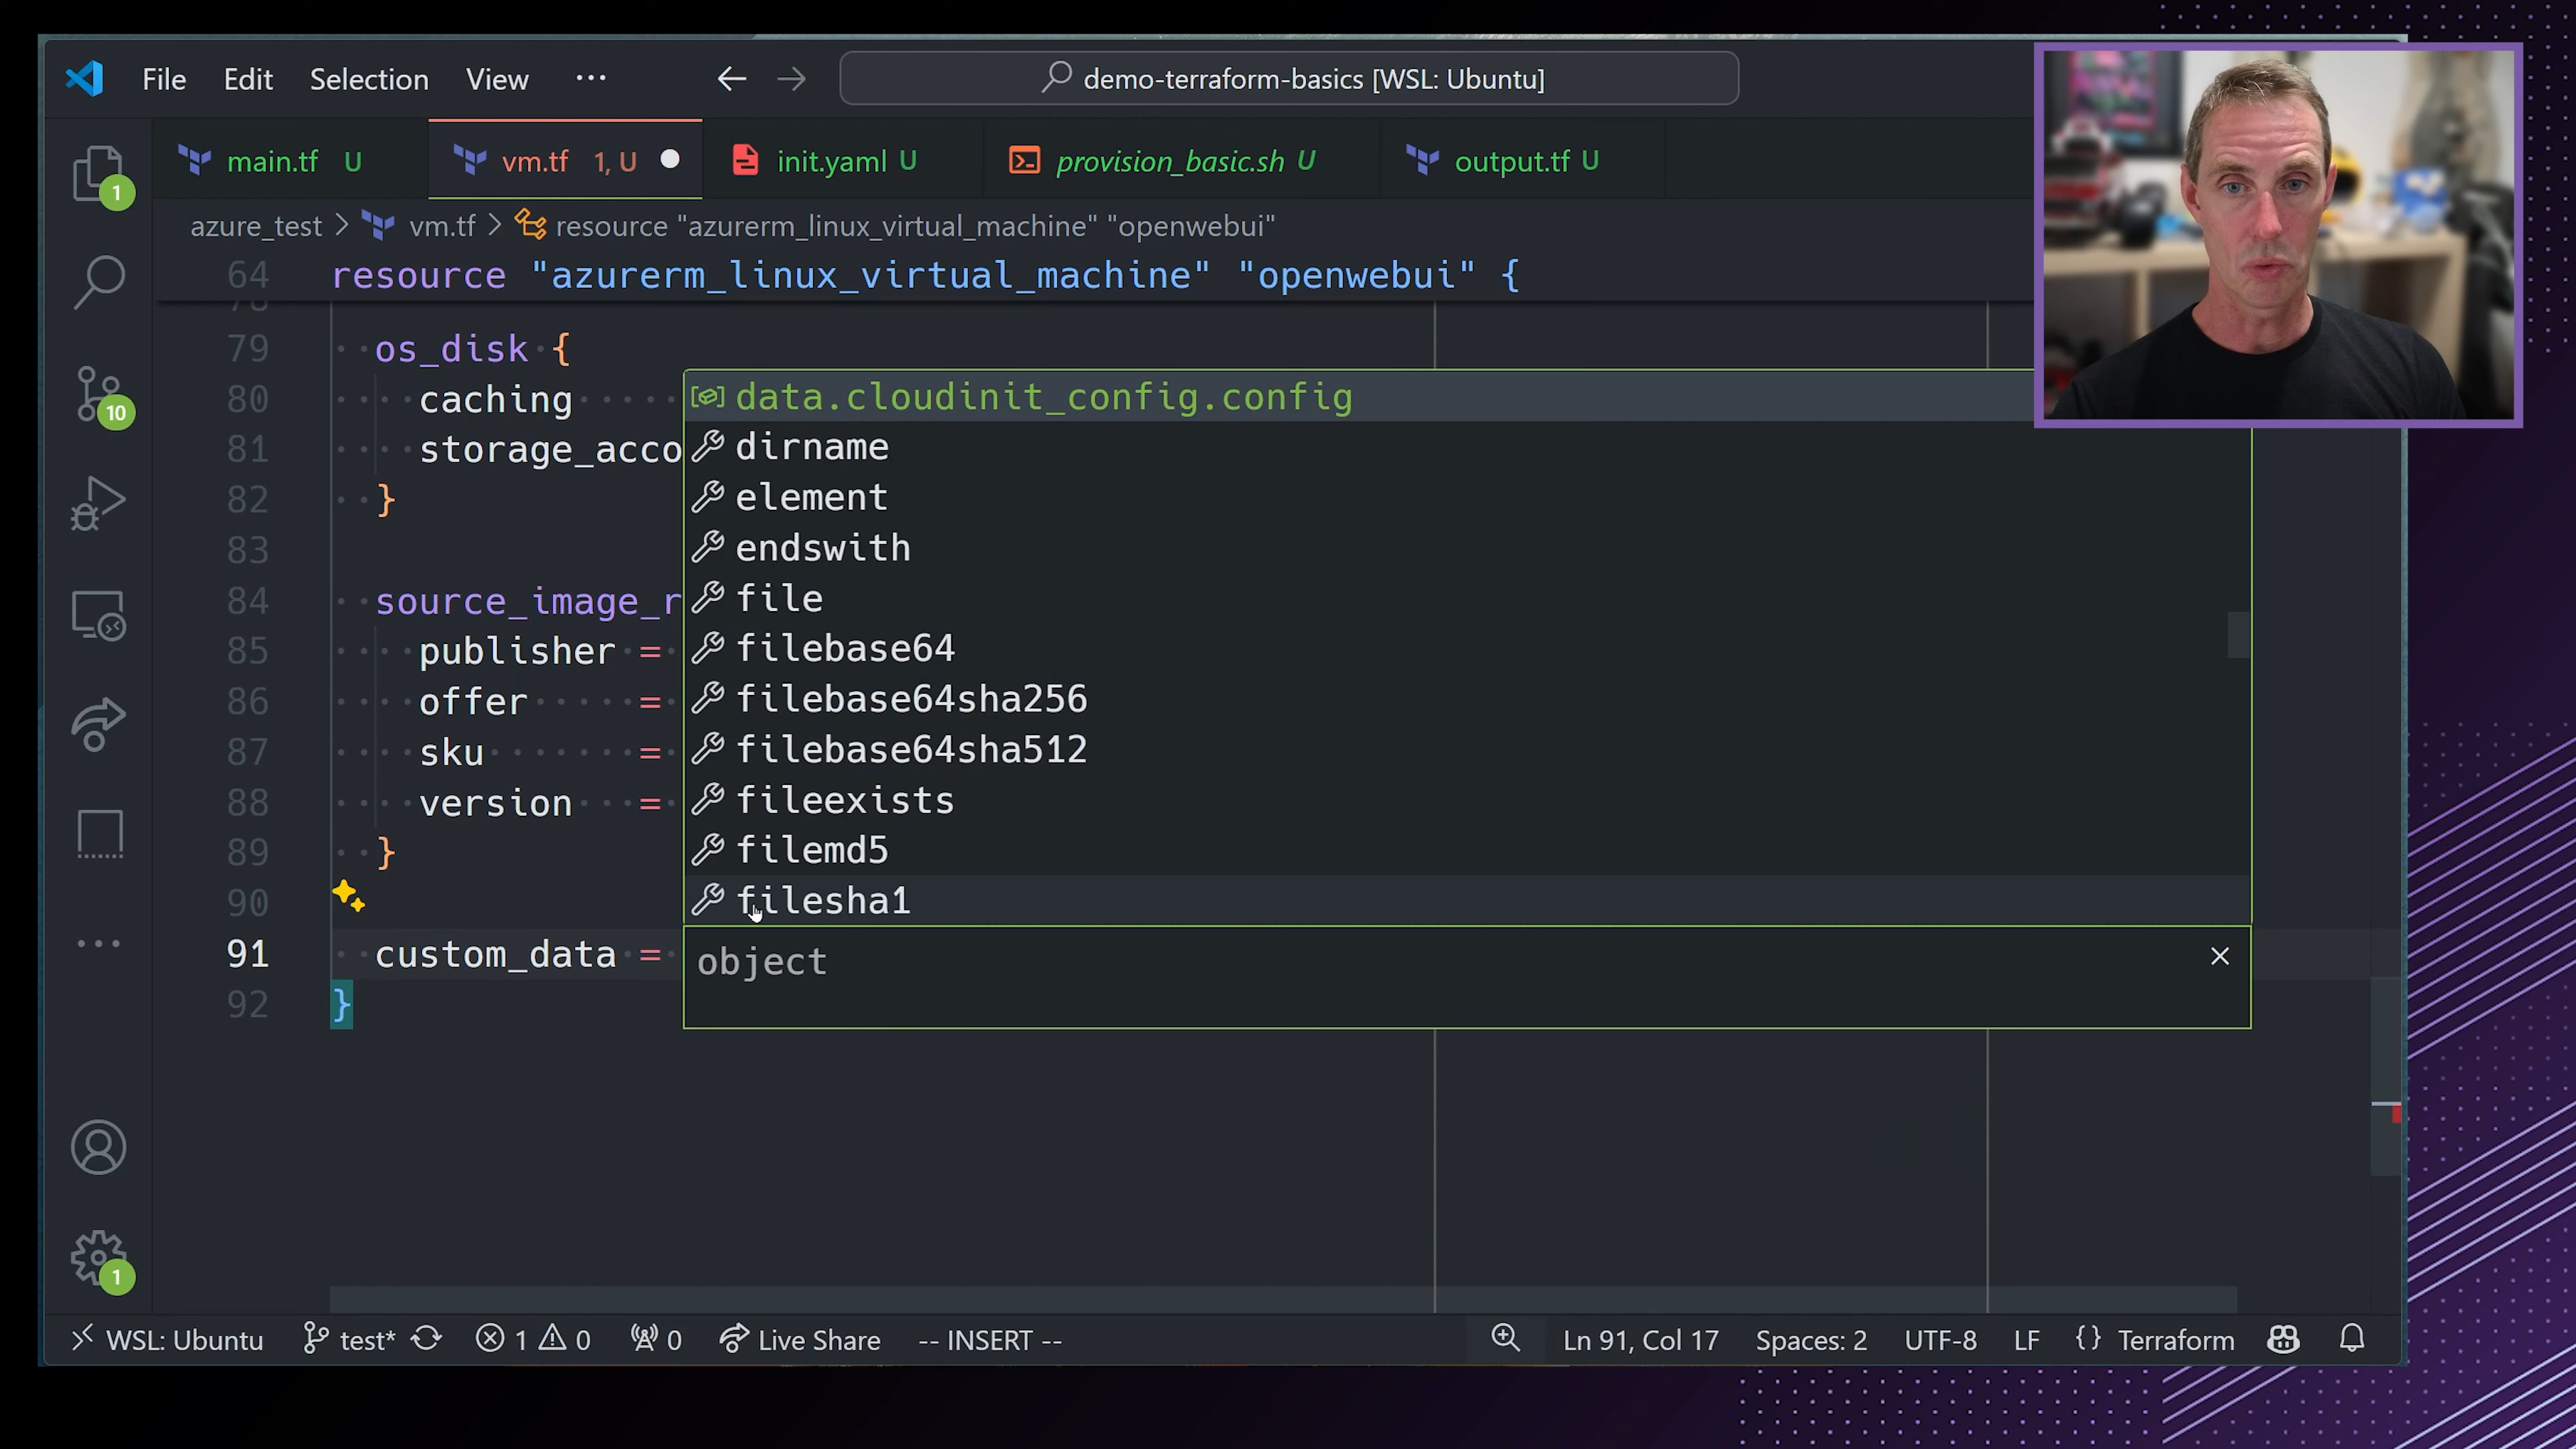 File Edit Selection View ···
demo-terraform-basics [WSL: Ubuntu]
main.tf U
vm.tf 1, U
init.yaml U
provision_basic.sh U
output.tf U
azure_test > vm.tf > resource "azurerm_linux_virtual_machine" "openwebui"
64 resource "azurerm_linux_virtual_machine" "openwebui" {
78
79 os_disk {
80 caching
81 storage_acco
82 }
83
84 source_image_r
85 publisher =
86 offer =
87 sku =
88 version =
89 }
90
91 custom_data =
92 }
data.cloudinit_config.config
dirname
element
endswith
file
filebase64
filebase64sha256
filebase64sha512
fileexists
filemd5
filesha1
object
1
10
1
WSL: Ubuntu test* 1 0 0 Live Share -- INSERT -- Ln 91, Col 17 Spaces: 2 UTF-8 LF {} Terraform